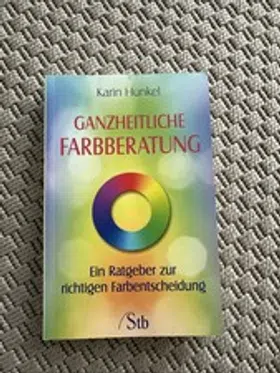 Karin Hunkel
GANZHEITLICHE
FARBBERATUNG
Ein Ratgeber zur
richtigen Farbentscheidung
Stb